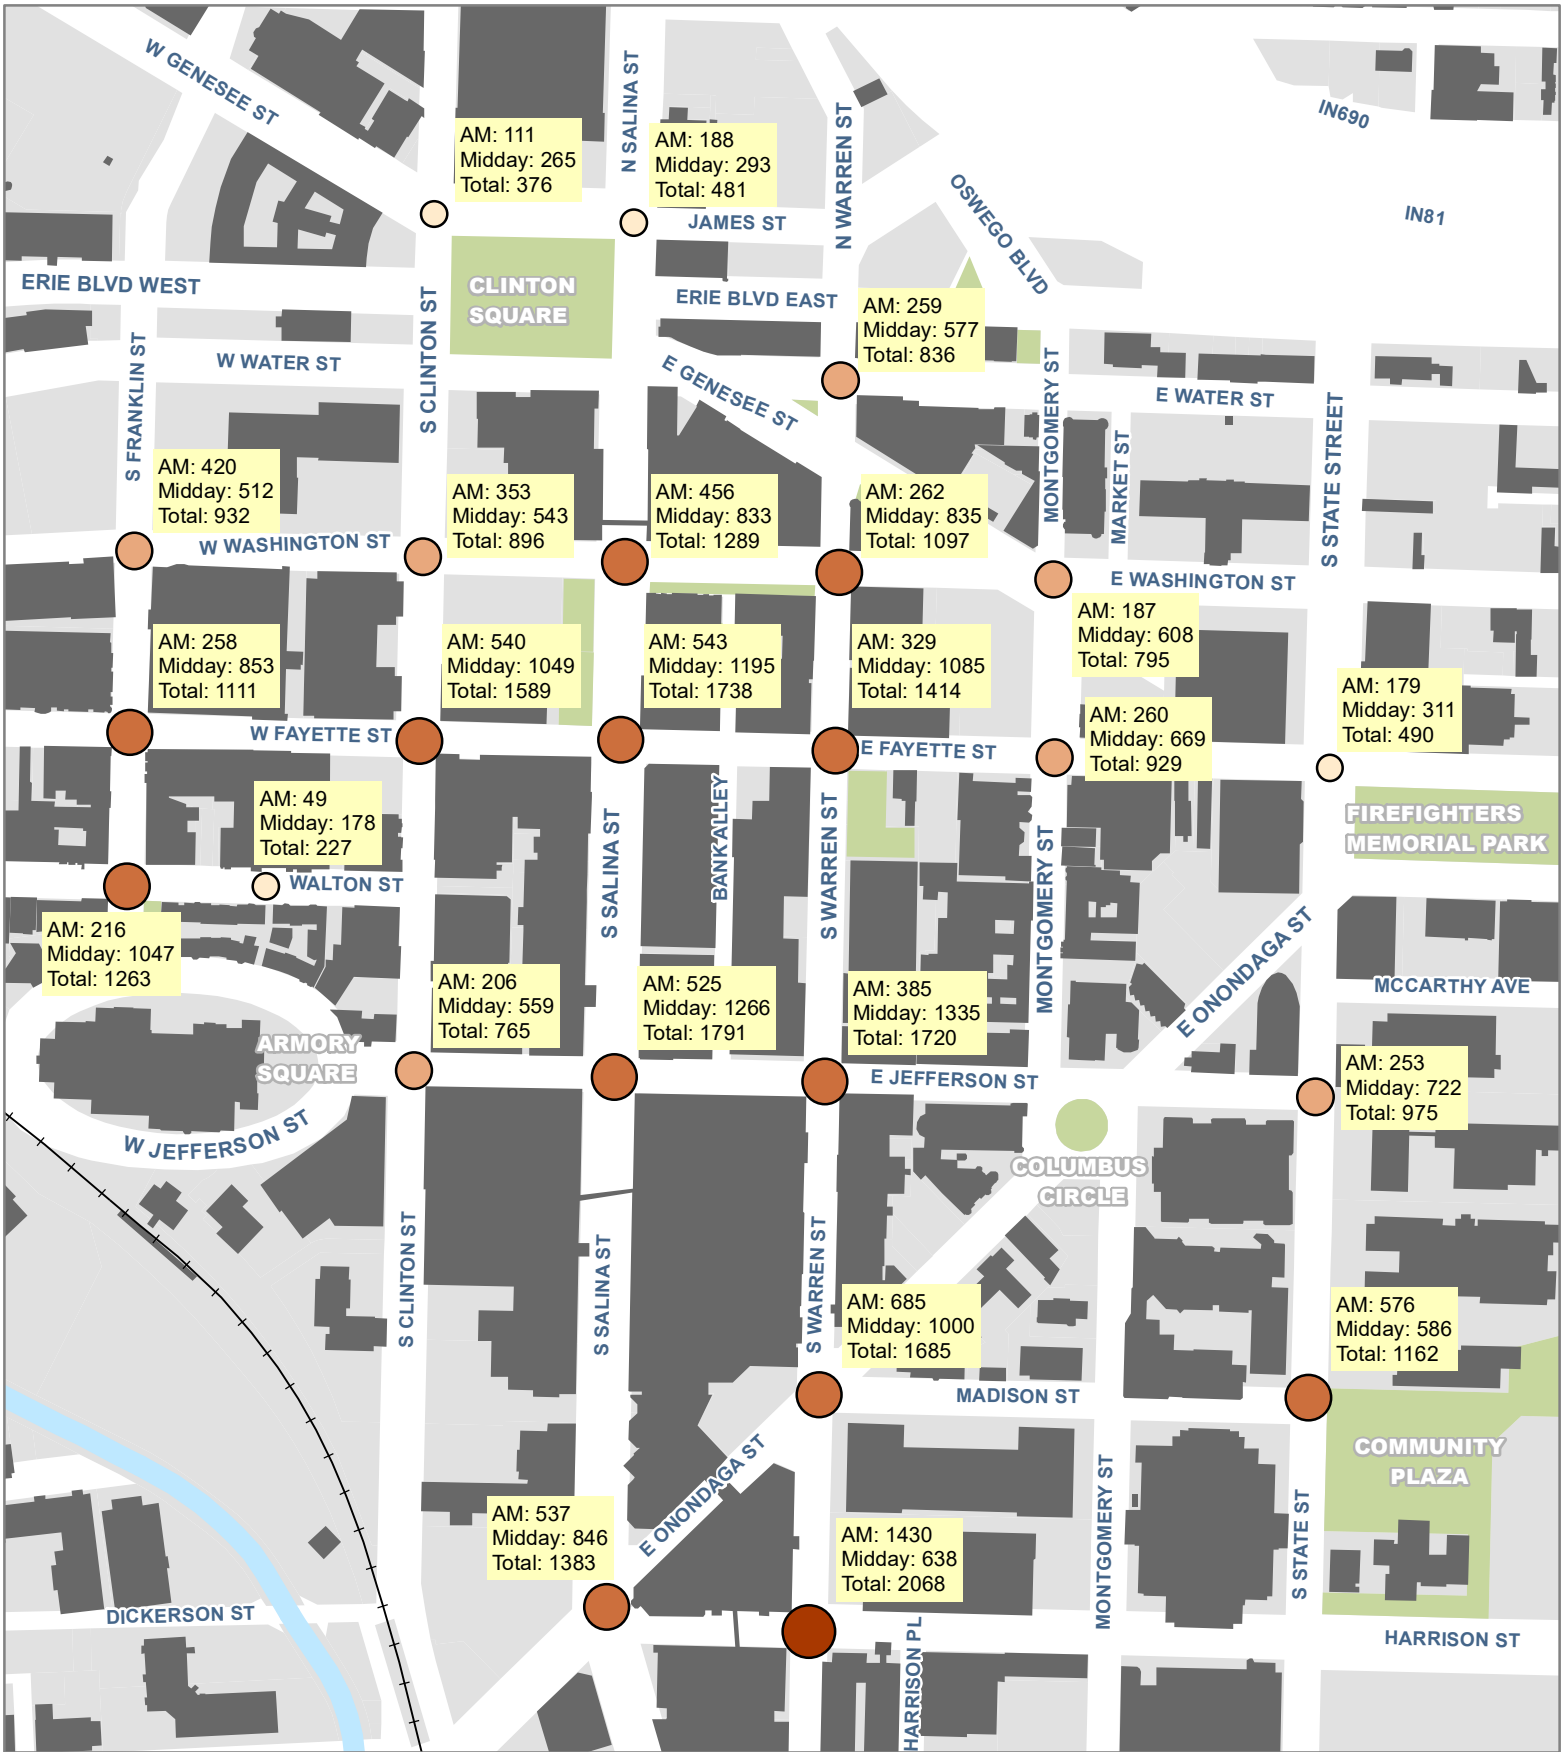 W GENESEE ST
N SALINA ST
N WARREN ST
IN690
AM: 111
Midday: 265
Total: 376
AM: 188
Midday: 293
Total: 481
JAMES ST
OSWEGO BLVD
IN81
ERIE BLVD WEST
CLINTON
SQUARE
ERIE BLVD EAST
AM: 259
Midday: 577
Total: 836
S CLINTON ST
S FRANKLIN ST
W WATER ST
E GENESEE ST
MONTGOMERY ST
E WATER ST
MARKET ST
S STATE STREET
AM: 420
Midday: 512
Total: 932
AM: 353
Midday: 543
Total: 896
AM: 456
Midday: 833
Total: 1289
AM: 262
Midday: 835
Total: 1097
W WASHINGTON ST
E WASHINGTON ST
AM: 187
Midday: 608
Total: 795
AM: 258
Midday: 853
Total: 1111
AM: 540
Midday: 1049
Total: 1589
AM: 543
Midday: 1195
Total: 1738
AM: 329
Midday: 1085
Total: 1414
AM: 179
Midday: 311
Total: 490
AM: 260
Midday: 669
Total: 929
W FAYETTE ST
E FAYETTE ST
AM: 49
Midday: 178
Total: 227
BANK ALLEY
S SALINA ST
S WARREN ST
MONTGOMERY ST
FIREFIGHTERS
MEMORIAL PARK
WALTON ST
AM: 216
Midday: 1047
Total: 1263
E ONONDAGA ST
AM: 206
Midday: 559
Total: 765
AM: 525
Midday: 1266
Total: 1791
AM: 385
Midday: 1335
Total: 1720
MCCARTHY AVE
ARMORY
SQUARE
E JEFFERSON ST
AM: 253
Midday: 722
Total: 975
W JEFFERSON ST
COLUMBUS
CIRCLE
S CLINTON ST
S SALINA ST
S WARREN ST
AM: 685
Midday: 1000
Total: 1685
AM: 576
Midday: 586
Total: 1162
MADISON ST
COMMUNITY
PLAZA
E ONONDAGA ST
MONTGOMERY ST
S STATE ST
AM: 537
Midday: 846
Total: 1383
AM: 1430
Midday: 638
Total: 2068
DICKERSON ST
HARRISON PL
HARRISON ST